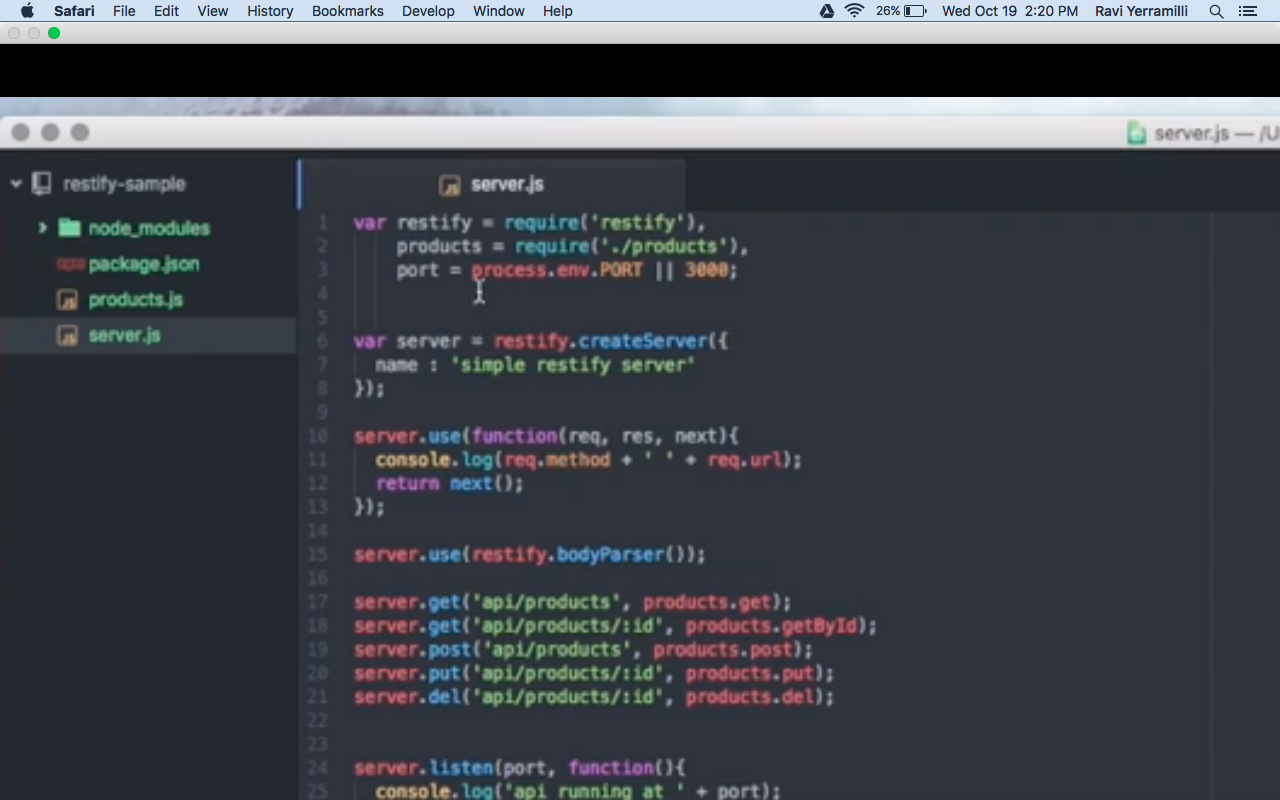 Safari File Edit View History Bookmarks Develop Window Help 26% Wed Oct 19 2:20 PM Ravi Yerramilli
server.js — /U
restify-sample
node_modules
package.json
products.js
server.js
server.js
1 var restify = require('restify'),
2 products = require('./products'),
3 port = process.env.PORT || 3000;
4
5
6 var server = restify.createServer({
7 name : 'simple restify server'
8 });
9
10 server.use(function(req, res, next){
11 console.log(req.method + ' ' + req.url);
12 return next();
13 });
14
15 server.use(restify.bodyParser());
16
17 server.get('api/products', products.get);
18 server.get('api/products/:id', products.getById);
19 server.post('api/products', products.post);
20 server.put('api/products/:id', products.put);
21 server.del('api/products/:id', products.del);
22
23
24 server.listen(port, function(){
25 console.log('api running at ' + port);